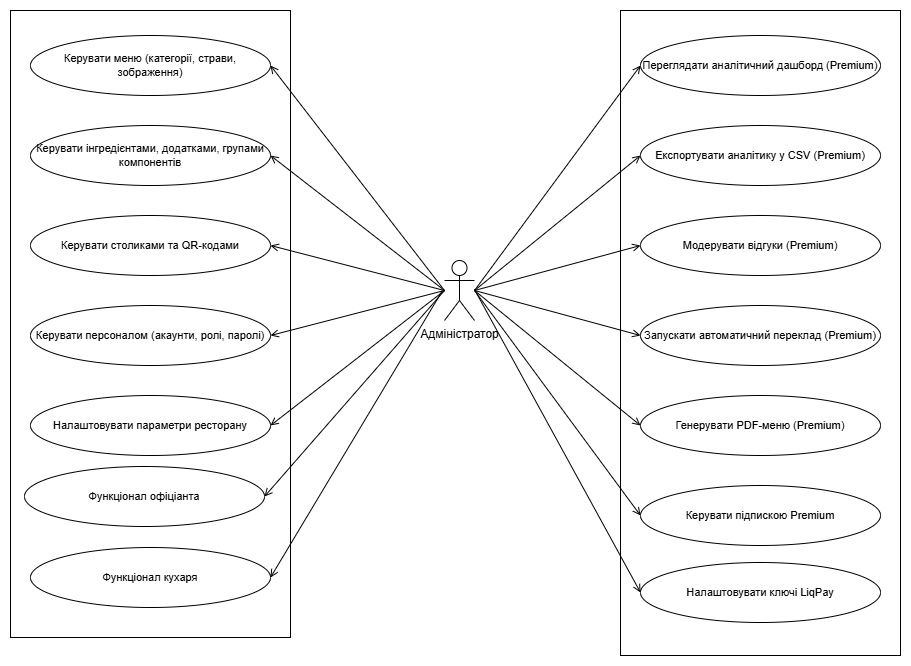 Керувати меню (категорії, страви,
зображення)
Керувати інгредієнтами, додатками, групами
компонентів
Керувати столиками та QR-кодами
Керувати персоналом (акаунти, ролі, паролі)
Налаштовувати параметри ресторану
Функціонал офіціанта
Функціонал кухаря
Адміністратор
Переглядати аналітичний дашборд (Premium)
Експортувати аналітику у CSV (Premium)
Модерувати відгуки (Premium)
Запускати автоматичний переклад (Premium)
Генерувати PDF-меню (Premium)
Керувати підпискою Premium
Налаштовувати ключі LiqPay